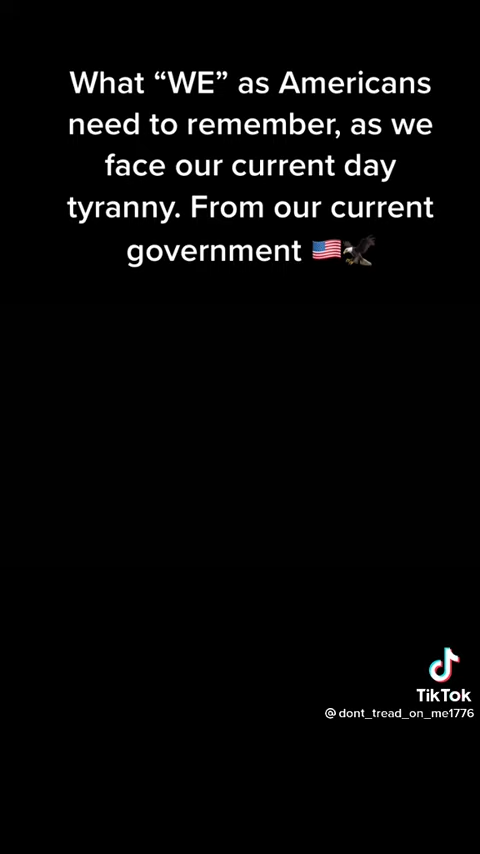 What “WE” as Americans
need to remember, as we
face our current day
tyranny. From our current
government 🇺🇸🦅
TikTok
@dont_tread_on_me1776